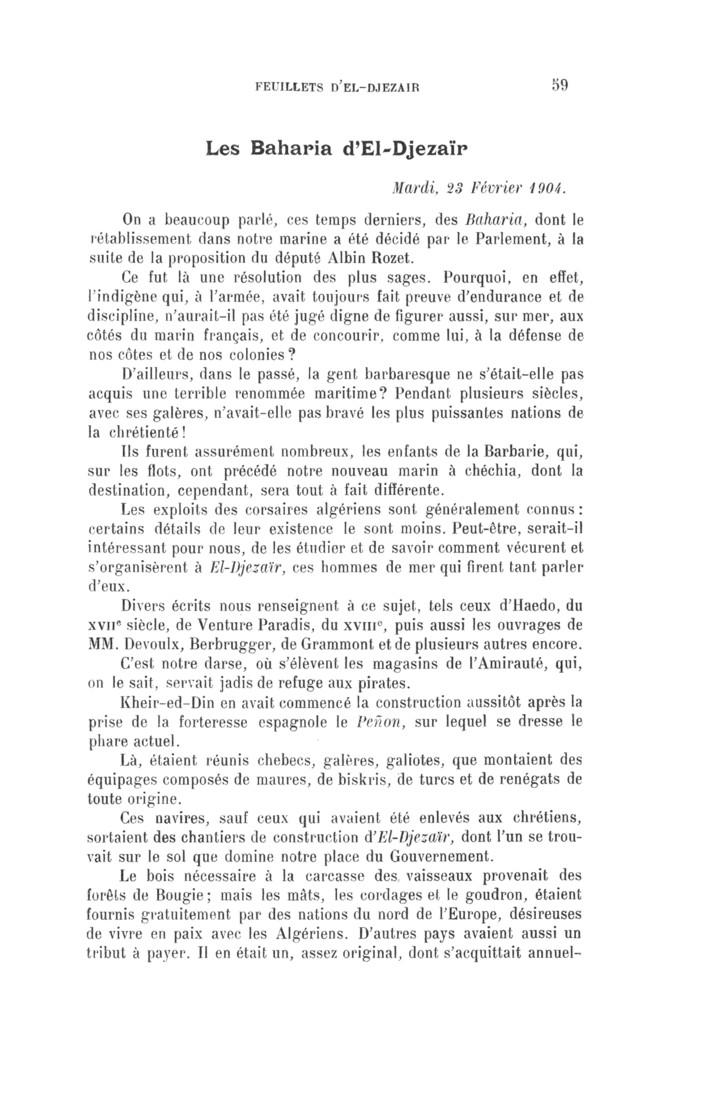 FEUILLETS D'EL-DJEZAIR 59
Les Baharia d'El-Djezaïr
Mardi, 23 Février 1904.
On a beaucoup parlé, ces temps derniers, des Baharia, dont le
rétablissement dans notre marine a été décidé par le Parlement, à la
suite de la proposition du député Albin Rozet.
Ce fut là une résolution des plus sages. Pourquoi, en effet,
l'indigène qui, à l'armée, avait toujours fait preuve d'endurance et de
discipline, n'aurait-il pas été jugé digne de figurer aussi, sur mer, aux
côtés du marin français, et de concourir, comme lui, à la défense de
nos côtes et de nos colonies ?
D'ailleurs, dans le passé, la gent barbaresque ne s'était-elle pas
acquis une terrible renommée maritime? Pendant plusieurs siècles,
avec ses galères, n'avait-elle pas bravé les plus puissantes nations de
la chrétienté !
Ils furent assurément nombreux, les enfants de la Barbarie, qui,
sur les flots, ont précédé notre nouveau marin à chéchia, dont la
destination, cependant, sera tout à fait différente.
Les exploits des corsaires algériens sont généralement connus :
certains détails de leur existence le sont moins. Peut-être, serait-il
intéressant pour nous, de les étudier et de savoir comment vécurent et
s'organisèrent à El-Djezaïr, ces hommes de mer qui firent tant parler
d'eux.
Divers écrits nous renseignent à ce sujet, tels ceux d'Haedo, du
XVIIe siècle, de Venture Paradis, du XVIIIe, puis aussi les ouvrages de
MM. Devoulx, Berbrugger, de Grammont et de plusieurs autres encore.
C'est notre darse, où s'élèvent les magasins de l'Amirauté, qui,
on le sait, servait jadis de refuge aux pirates.
Kheir-ed-Din en avait commencé la construction aussitôt après la
prise de la forteresse espagnole le Peñon, sur lequel se dresse le
phare actuel.
Là, étaient réunis chebecs, galères, galiotes, que montaient des
équipages composés de maures, de biskris, de turcs et de renégats de
toute origine.
Ces navires, sauf ceux qui avaient été enlevés aux chrétiens,
sortaient des chantiers de construction d'El-Djezaïr, dont l'un se trou-
vait sur le sol que domine notre place du Gouvernement.
Le bois nécessaire à la carcasse des vaisseaux provenait des
forêts de Bougie ; mais les mâts, les cordages et le goudron, étaient
fournis gratuitement par des nations du nord de l'Europe, désireuses
de vivre en paix avec les Algériens. D'autres pays avaient aussi un
tribut à payer. Il en était un, assez original, dont s'acquittait annuel-